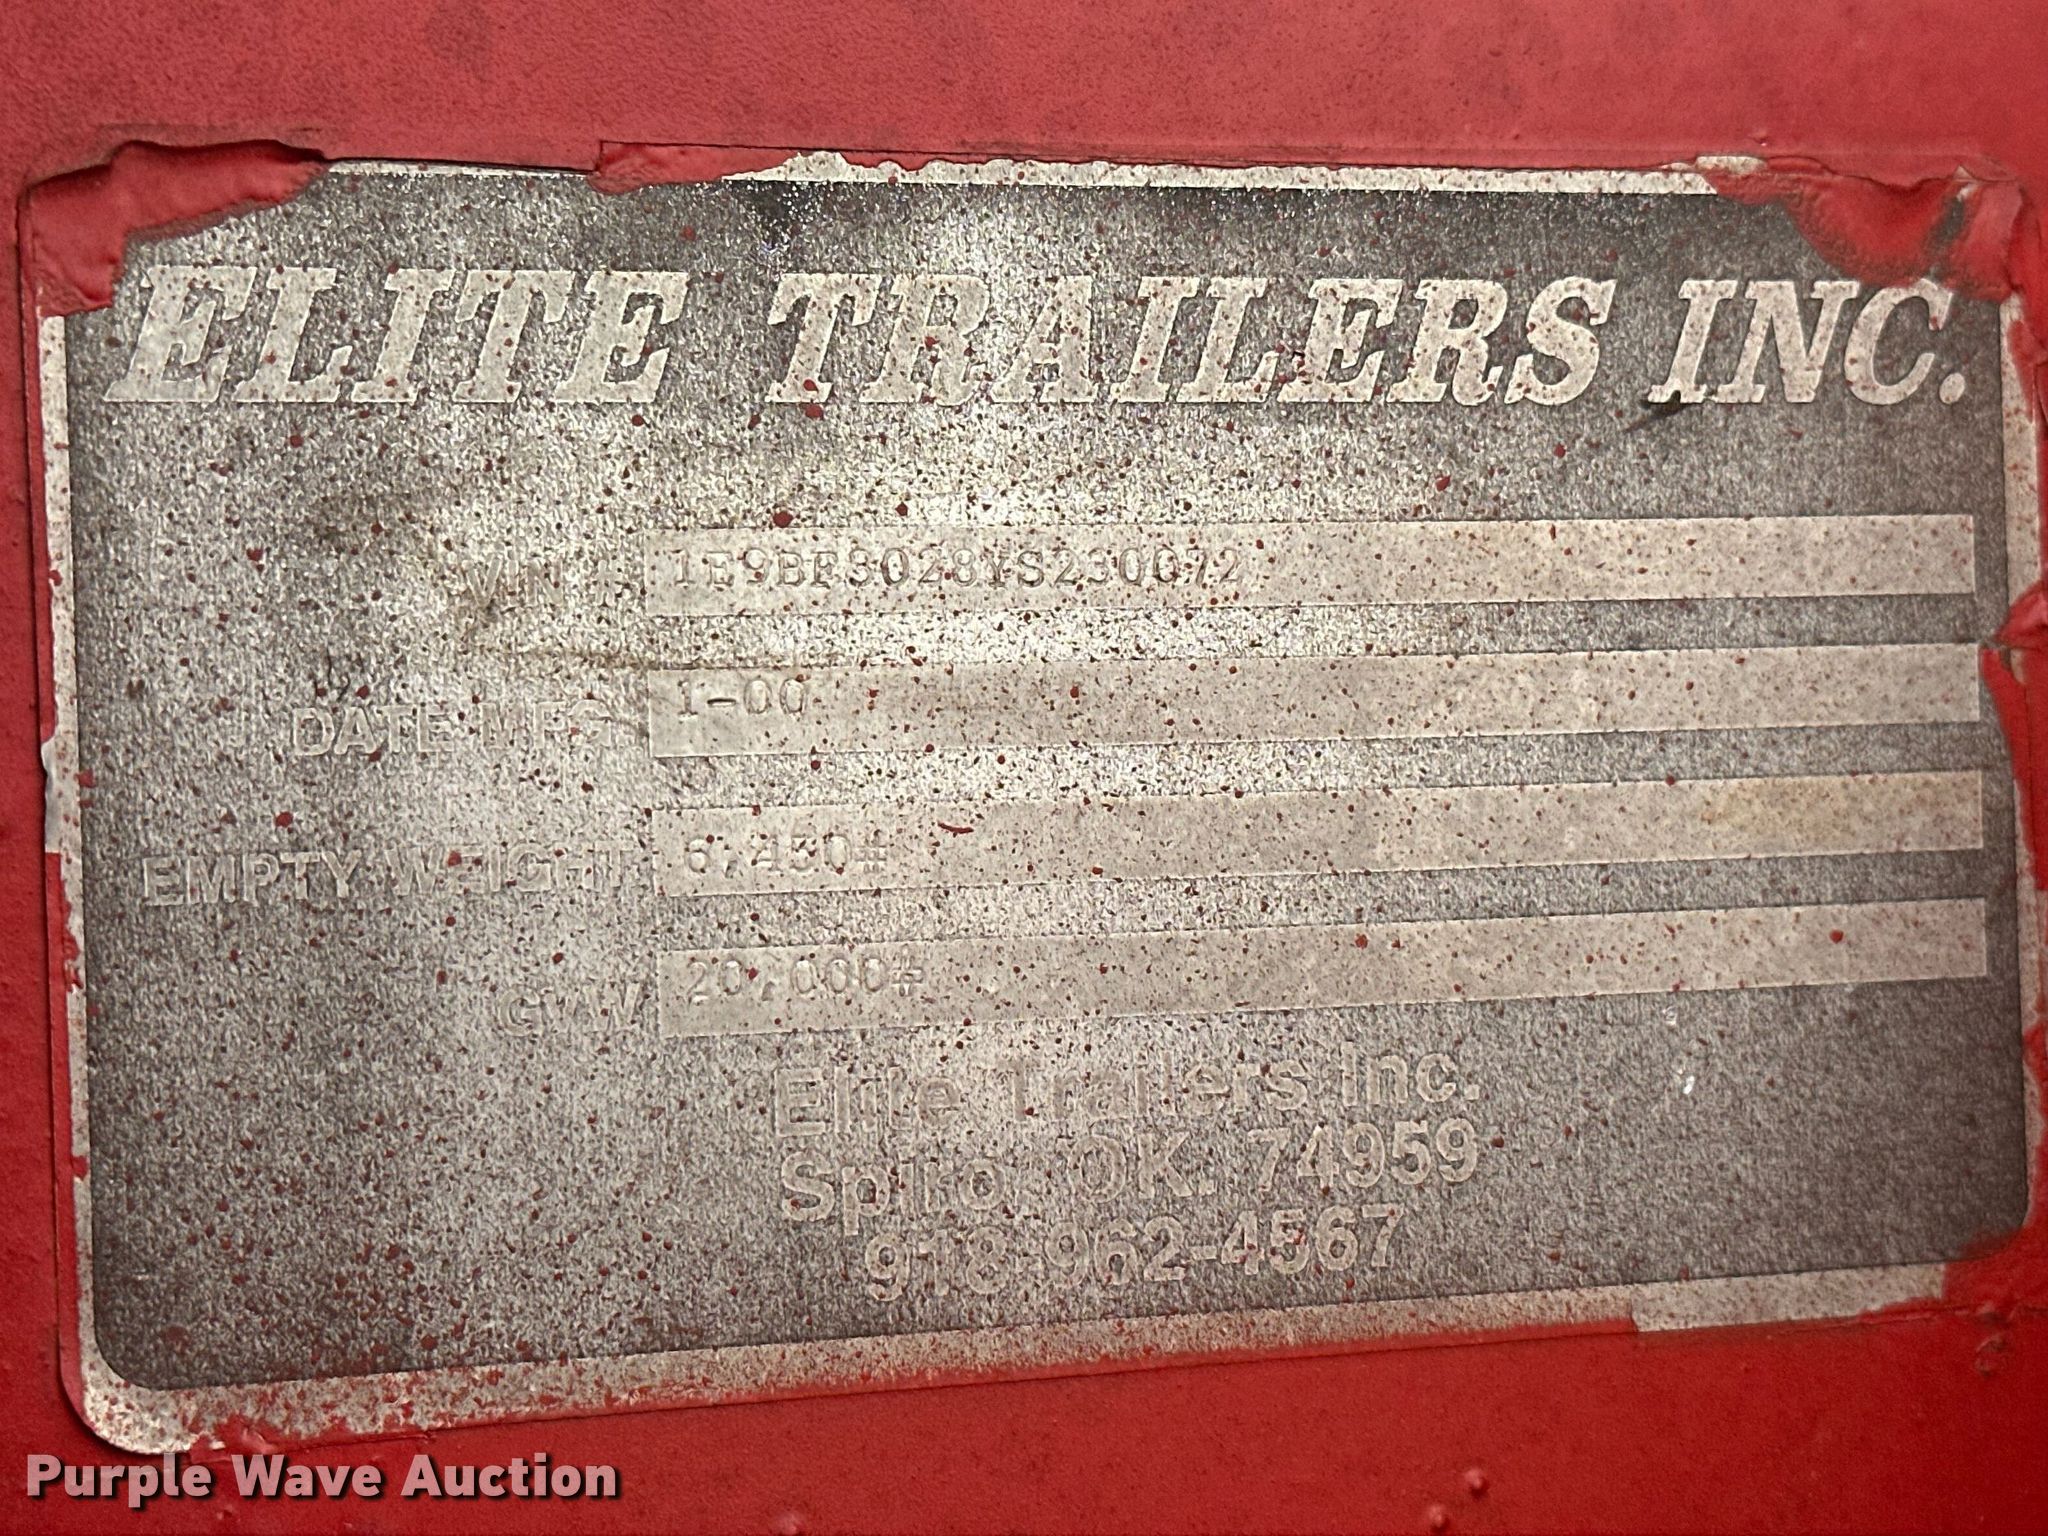 ELITE TRAILERS INC.
VIN # 1E9BF3028YS230072
DATE MFG. 1-00
EMPTY WEIGHT 6,430#
GVW 20,000#
Elite Trailers Inc.
Spiro, OK. 74959
918-962-4567
Purple Wave Auction